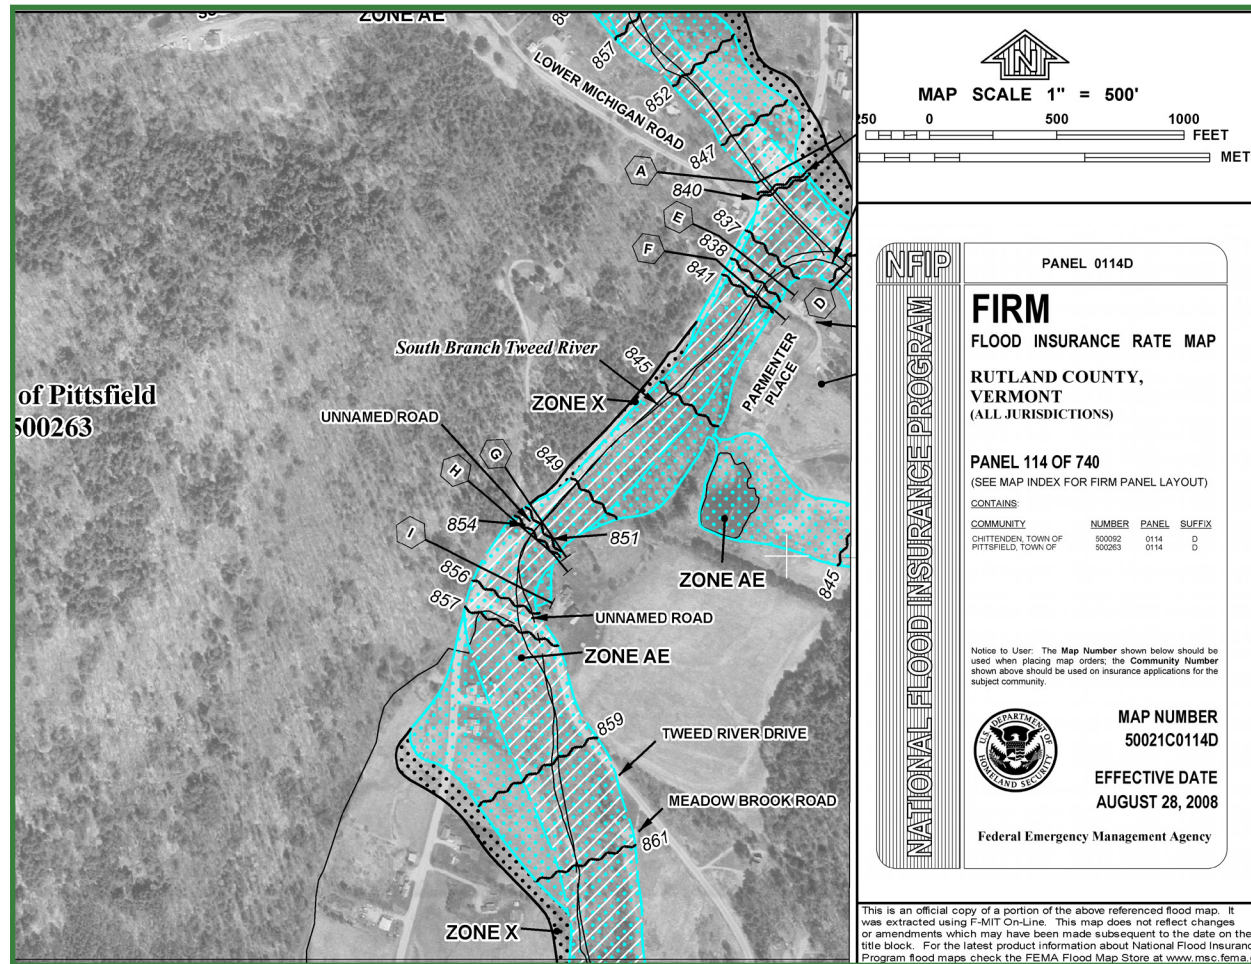 ZONE AE
857
LOWER MICHIGAN ROAD
852
847
A
840
E
837
838
F
841
D
South Branch Tweed River
845
PARMENTER
PLACE
ZONE X
of Pittsfield
500263
UNNAMED ROAD
G
849
H
854
I
851
ZONE AE
845
856
857
UNNAMED ROAD
ZONE AE
859
TWEED RIVER DRIVE
MEADOW BROOK ROAD
861
ZONE X
N
MAP SCALE 1" = 500'
250 0 500 1000
FEET
MET
NFIP
PANEL 0114D
NATIONAL FLOOD INSURANCE PROGRAM
FIRM
FLOOD INSURANCE RATE MAP
RUTLAND COUNTY,
VERMONT
(ALL JURISDICTIONS)
PANEL 114 OF 740
(SEE MAP INDEX FOR FIRM PANEL LAYOUT)
CONTAINS:
COMMUNITY NUMBER PANEL SUFFIX
CHITTENDEN, TOWN OF 500092 0114 D
PITTSFIELD, TOWN OF 500263 0114 D
Notice to User: The Map Number shown below should be
used when placing map orders; the Community Number
shown above should be used on insurance applications for the
subject community.
U.S. DEPARTMENT OF
HOMELAND SECURITY
MAP NUMBER
50021C0114D
EFFECTIVE DATE
AUGUST 28, 2008
Federal Emergency Management Agency
This is an official copy of a portion of the above referenced flood map. It
was extracted using F-MIT On-Line. This map does not reflect changes
or amendments which may have been made subsequent to the date on the
title block. For the latest product information about National Flood Insuranc
Program flood maps check the FEMA Flood Map Store at www.msc.fema.